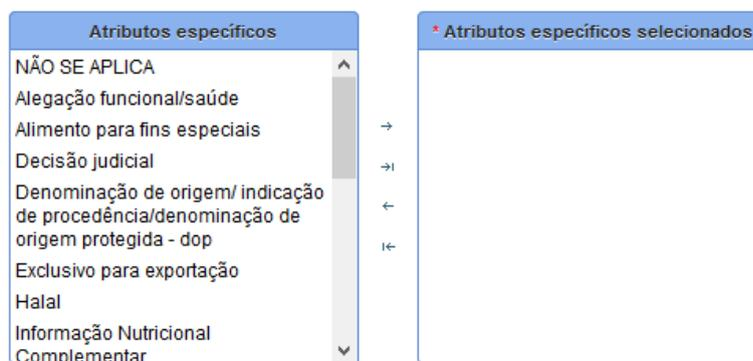 Atributos específicos
NÃO SE APLICA
Alegação funcional/saúde
Alimento para fins especiais
Decisão judicial
Denominação de origem/ indicação
de procedência/denominação de
origem protegida - dop
Exclusivo para exportação
Halal
Informação Nutricional
Complementar
* Atributos específicos selecionados